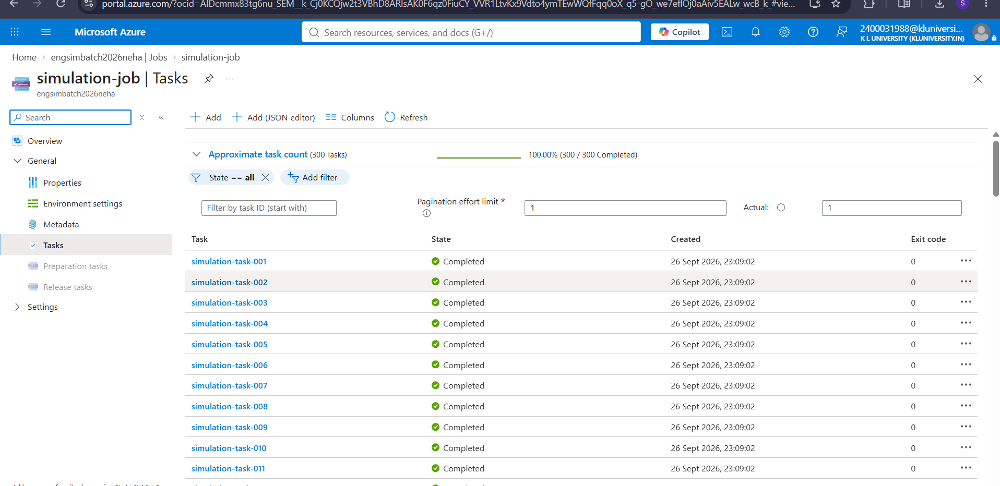 portal.azure.com/?ocid=AIDcmmx83tg6nu_SEM__k_Cj0KCQjw2t3VBhD8ARIsAK0F6qz0FiuCY_VVR1LtvKx9Vdto4ymTEwWQfFqq0oX_q5-gO_we7efIOj0aAiv5EALw_wcB_k_#vie...
S
Microsoft Azure
Search resources, services, and docs (G+/)
Copilot
2400031988@kluniversi...
K L UNIVERSITY (KLUNIVERSITY.IN)
Home > engsimbatch2026neha | Jobs > simulation-job
simulation-job | Tasks
engsimbatch2026neha
Search
Add
Add (JSON editor)
Columns
Refresh
Overview
General
Properties
Environment settings
Metadata
Tasks
Preparation tasks
Release tasks
Settings
Approximate task count (300 Tasks) 100.00% (300 / 300 Completed)
State == all
Add filter
Filter by task ID (start with)
Pagination effort limit *
1
Actual:
1
Task State Created Exit code
simulation-task-001 Completed 26 Sept 2026, 23:09:02 0
simulation-task-002 Completed 26 Sept 2026, 23:09:02 0
simulation-task-003 Completed 26 Sept 2026, 23:09:02 0
simulation-task-004 Completed 26 Sept 2026, 23:09:02 0
simulation-task-005 Completed 26 Sept 2026, 23:09:02 0
simulation-task-006 Completed 26 Sept 2026, 23:09:02 0
simulation-task-007 Completed 26 Sept 2026, 23:09:02 0
simulation-task-008 Completed 26 Sept 2026, 23:09:02 0
simulation-task-009 Completed 26 Sept 2026, 23:09:02 0
simulation-task-010 Completed 26 Sept 2026, 23:09:02 0
simulation-task-011 Completed 26 Sept 2026, 23:09:02 0